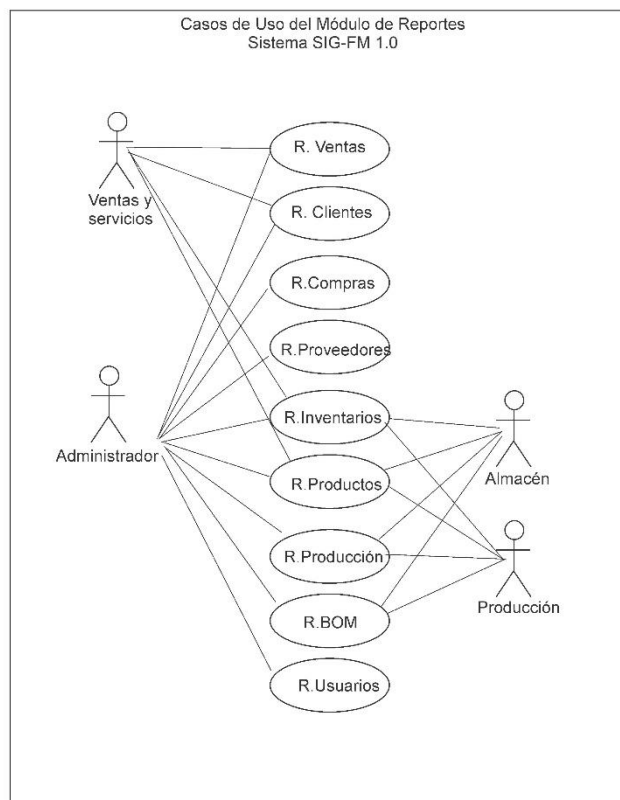 Casos de Uso del Módulo de Reportes
Sistema SIG-FM 1.0
R. Ventas
Ventas y
servicios
R. Clientes
R.Compras
R.Proveedores
R.Inventarios
Administrador
Almacén
R.Productos
R.Producción
Producción
R.BOM
R.Usuarios